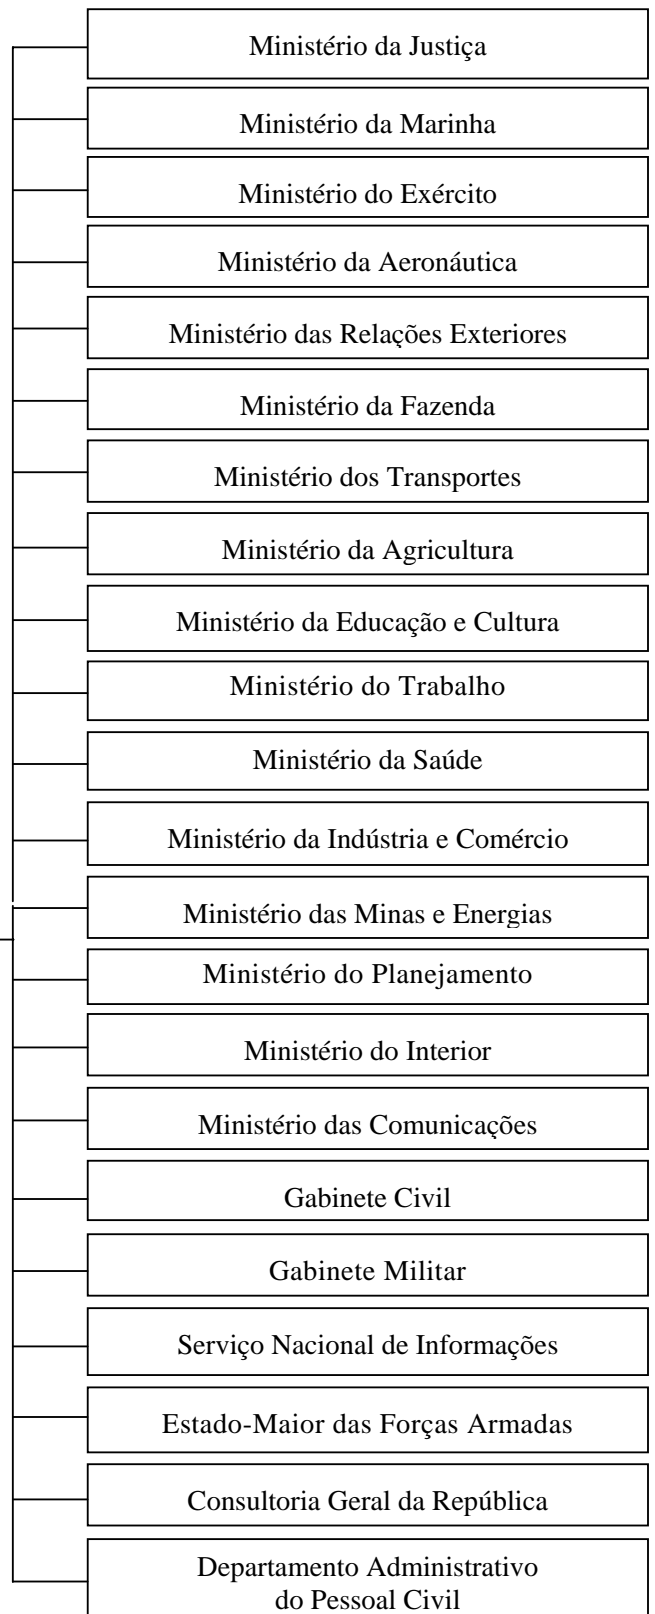 Ministério da Justiça
Ministério da Marinha
Ministério do Exército
Ministério da Aeronáutica
Ministério das Relações Exteriores
Ministério da Fazenda
Ministério dos Transportes
Ministério da Agricultura
Ministério da Educação e Cultura
Ministério do Trabalho
Ministério da Saúde
Ministério da Indústria e Comércio
Ministério das Minas e Energias
Ministério do Planejamento
Ministério do Interior
Ministério das Comunicações
Gabinete Civil
Gabinete Militar
Serviço Nacional de Informações
Estado-Maior das Forças Armadas
Consultoria Geral da República
Departamento Administrativo
do Pessoal Civil